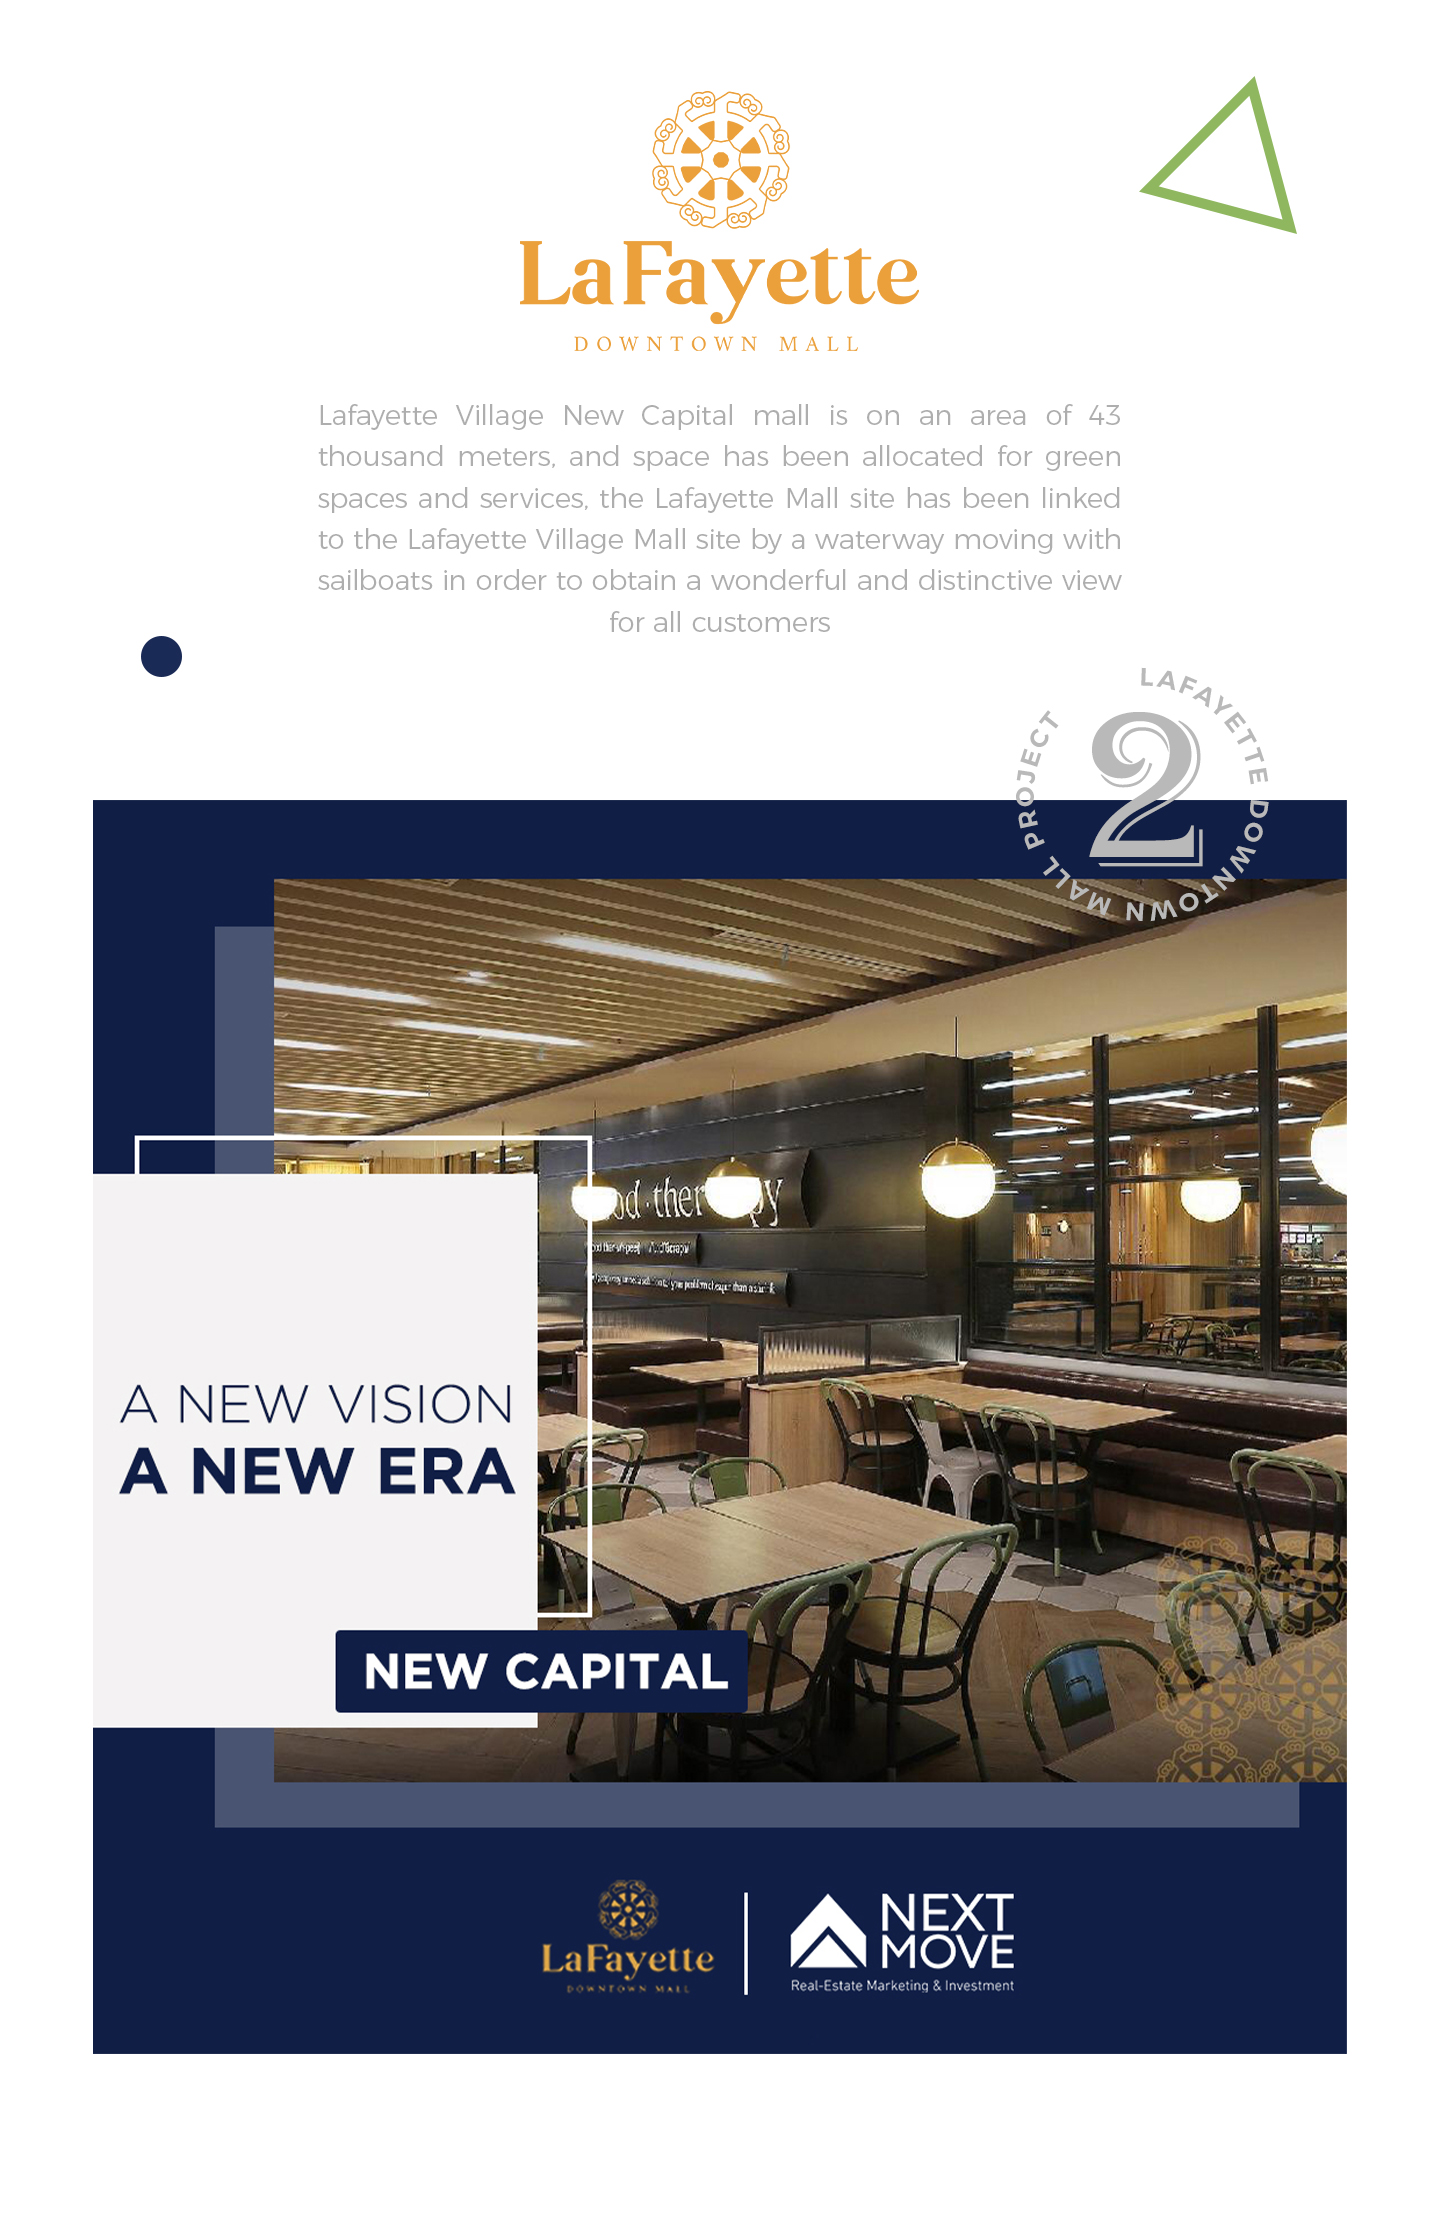 LaFayette
DOWNTOWN MALL
Lafayette Village New Capital mall is on an area of 43
thousand meters, and space has been allocated for green
spaces and services, the Lafayette Mall site has been linked
to the Lafayette Village Mall site by a waterway moving with
sailboats in order to obtain a wonderful and distinctive view
for all customers
LAFAYETTE DOWNTOWN MALL PROJECT
2
A NEW VISION
A NEW ERA
NEW CAPITAL
LaFayette
DOWNTOWN MALL
NEXT
MOVE
Real-Estate Marketing & Investment